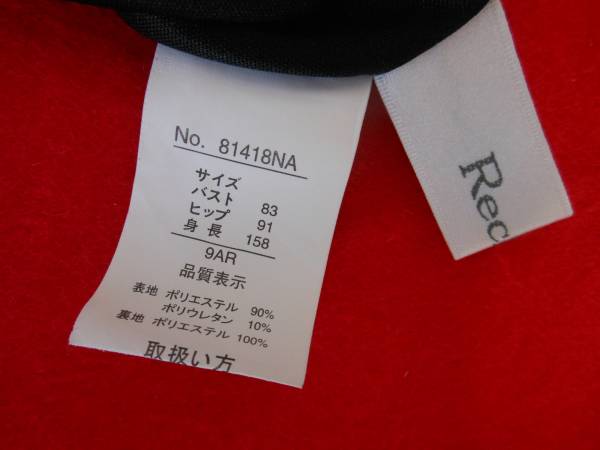 No. 81418NA
サイズ
バスト 83
ヒップ 91
身長 158
9AR
品質表示
表地 ポリエステル 90%
ポリウレタン 10%
裏地 ポリエステル 100%
取扱い方
Rec